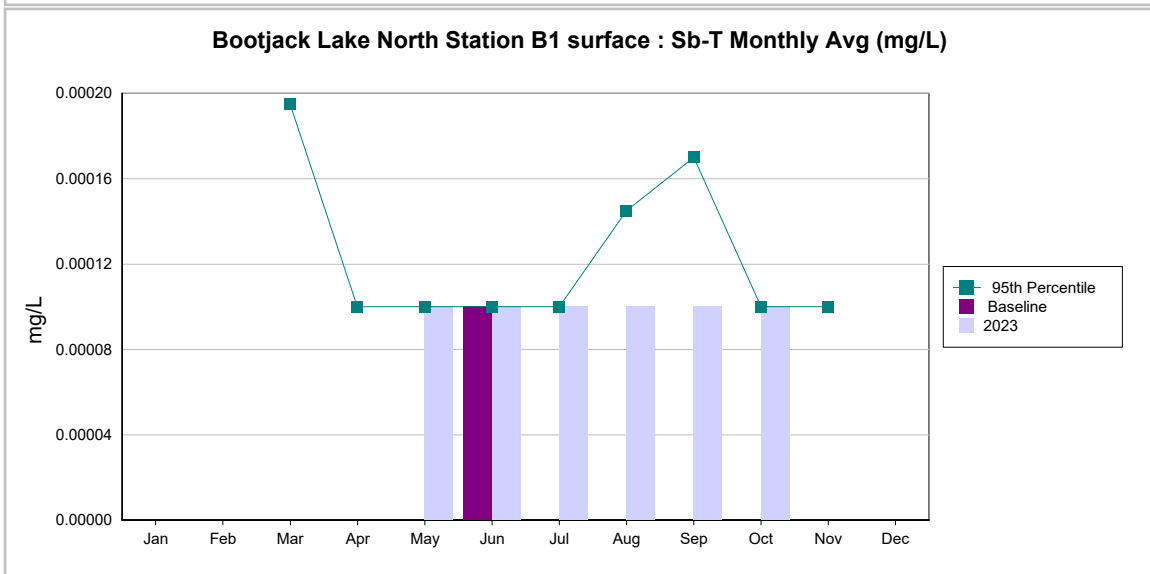 Bootjack Lake North Station B1 surface : Sb-T Monthly Avg (mg/L)
0.00020
0.00016
0.00012
0.00008
0.00004
0.00000
mg/L
Jan Feb Mar Apr May Jun Jul Aug Sep Oct Nov Dec
95th Percentile
Baseline
2023